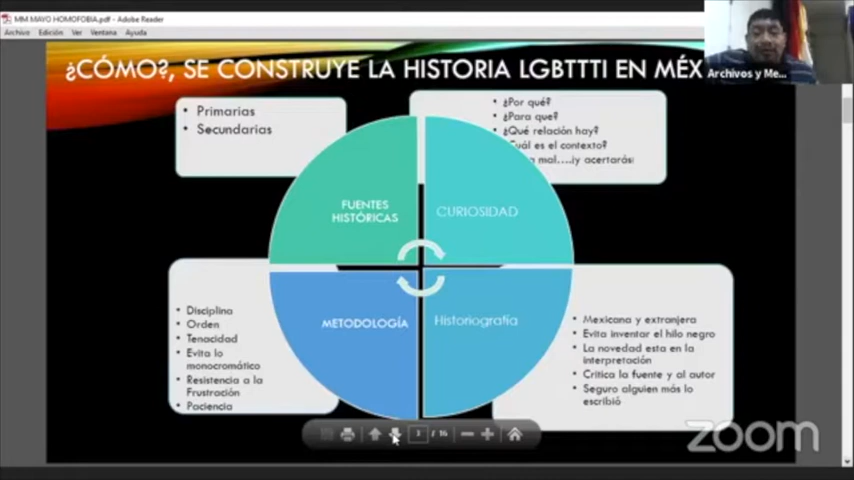 MM MAYO HOMOFOBIA.pdf - Adobe Reader
Archivo Edición Ver Ventana Ayuda
¿CÓMO?, SE CONSTRUYE LA HISTORIA LGBTTTI EN MÉX
Archivos y Me...
• Primarias
• Secundarias
• ¿Por qué?
• ¿Para que?
• ¿Qué relación hay?
Cuál es el contexto?
mal....¡y acertarás¡
FUENTES
HISTÓRICAS
CURIOSIDAD
METODOLOGÍA
Historiografía
• Disciplina
• Orden
• Tenacidad
• Evita lo
monocromático
• Resistencia a la
Frustración
• Paciencia
• Mexicana y extranjera
• Evita inventar el hilo negro
• La novedad esta en la
interpretación
• Critica la fuente y al autor
• Seguro alguien más lo
escribió
3 / 16
zoom